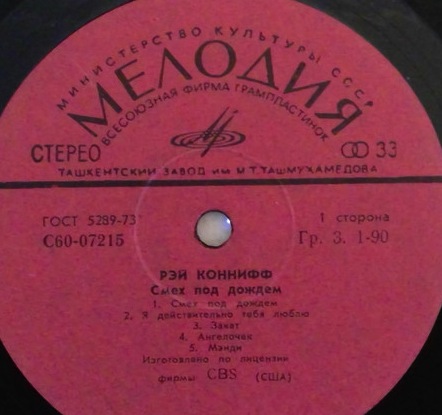 МИНИСТЕРСТВО КУЛЬТУРЫ СССР
МЕЛОДИЯ
ВСЕСОЮЗНАЯ ФИРМА ГРАМПЛАСТИНОК
СТЕРЕО
33
ТАШКЕНТСКИЙ ЗАВОД ИМ М.Т.ТАШМУХАМЕДОВА
ГОСТ 5289-73
1 сторона
С60-07215
Гр. 3. 1-90
РЭЙ КОННИФФ
Смех под дождем
1. Смех под дождем
2. Я действительно тебя люблю
3. Закат
4. Ангелочек
5. Мэнди
Изготовлено по лицензии
фирмы CBS (США)